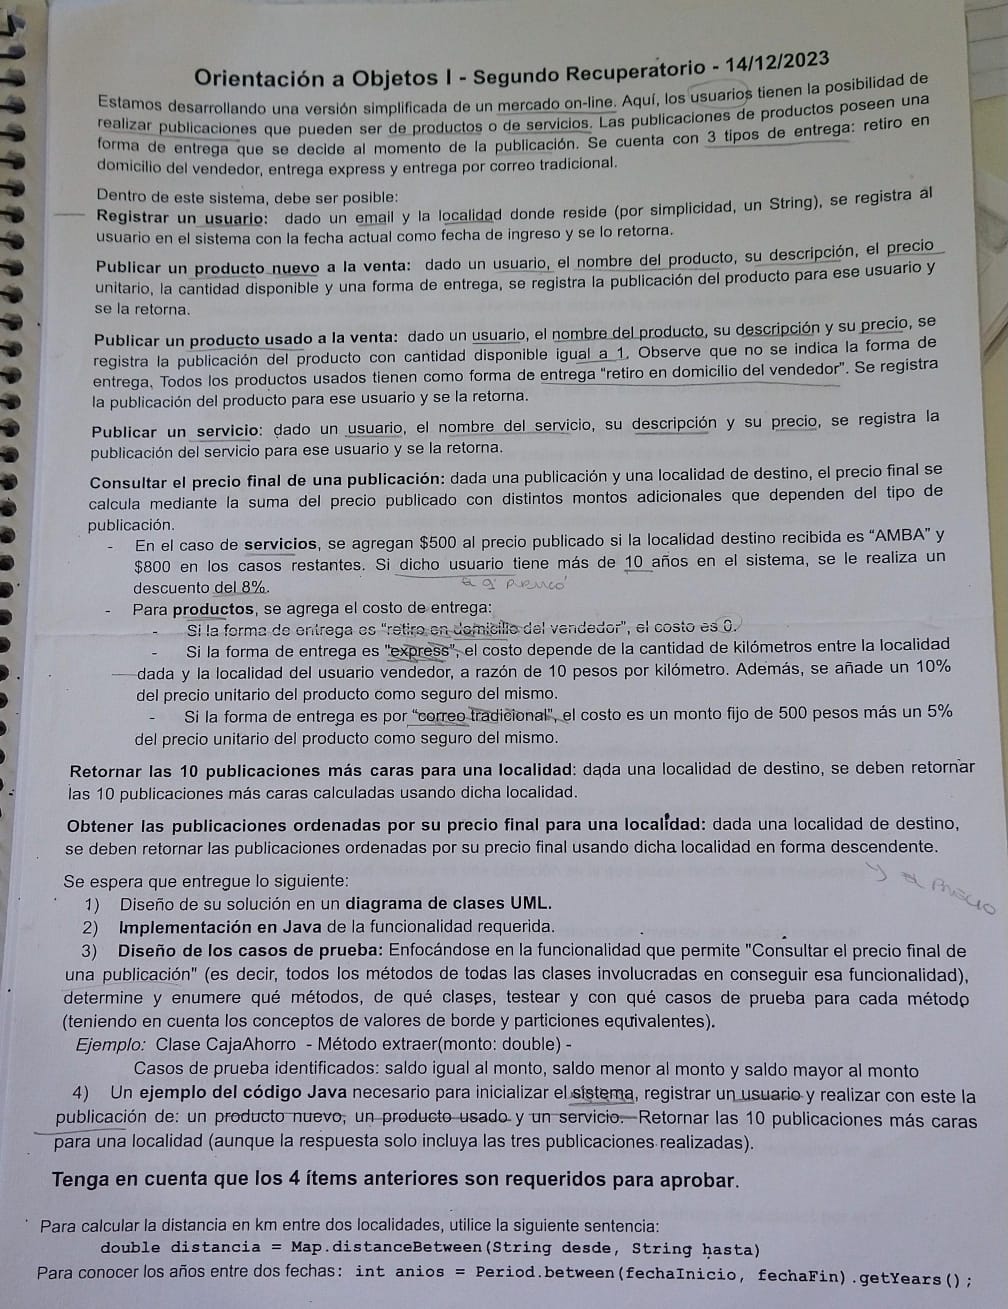 Orientación a Objetos I - Segundo Recuperatorio - 14/12/2023
Estamos desarrollando una versión simplificada de un mercado on-line. Aquí, los usuarios tienen la posibilidad de
realizar publicaciones que pueden ser de productos o de servicios. Las publicaciones de productos poseen una
forma de entrega que se decide al momento de la publicación. Se cuenta con 3 tipos de entrega: retiro en
domicilio del vendedor, entrega express y entrega por correo tradicional.
Dentro de este sistema, debe ser posible:
Registrar un usuario: dado un email y la localidad donde reside (por simplicidad, un String), se registra al
usuario en el sistema con la fecha actual como fecha de ingreso y se lo retorna.
Publicar un producto nuevo a la venta: dado un usuario, el nombre del producto, su descripción, el precio
unitario, la cantidad disponible y una forma de entrega, se registra la publicación del producto para ese usuario y
se la retorna.
Publicar un producto usado a la venta: dado un usuario, el nombre del producto, su descripción y su precio, se
registra la publicación del producto con cantidad disponible igual a 1. Observe que no se indica la forma de
entrega. Todos los productos usados tienen como forma de entrega "retiro en domicilio del vendedor". Se registra
la publicación del producto para ese usuario y se la retorna.
Publicar un servicio: dado un usuario, el nombre del servicio, su descripción y su precio, se registra la
publicación del servicio para ese usuario y se la retorna.
Consultar el precio final de una publicación: dada una publicación y una localidad de destino, el precio final se
calcula mediante la suma del precio publicado con distintos montos adicionales que dependen del tipo de
publicación.
- En el caso de servicios, se agregan $500 al precio publicado si la localidad destino recibida es “AMBA” y
$800 en los casos restantes. Si dicho usuario tiene más de 10 años en el sistema, se le realiza un
descuento del 8%.
- Para productos, se agrega el costo de entrega:
- Si la forma de entrega es “retiro en domicilio del vendedor”, el costo es 0.
- Si la forma de entrega es "express", el costo depende de la cantidad de kilómetros entre la localidad
dada y la localidad del usuario vendedor, a razón de 10 pesos por kilómetro. Además, se añade un 10%
del precio unitario del producto como seguro del mismo.
- Si la forma de entrega es por “correo tradicional”, el costo es un monto fijo de 500 pesos más un 5%
del precio unitario del producto como seguro del mismo.
Retornar las 10 publicaciones más caras para una localidad: dada una localidad de destino, se deben retornar
las 10 publicaciones más caras calculadas usando dicha localidad.
Obtener las publicaciones ordenadas por su precio final para una localidad: dada una localidad de destino,
se deben retornar las publicaciones ordenadas por su precio final usando dicha localidad en forma descendente.
Se espera que entregue lo siguiente:
1) Diseño de su solución en un diagrama de clases UML.
2) Implementación en Java de la funcionalidad requerida.
3) Diseño de los casos de prueba: Enfocándose en la funcionalidad que permite "Consultar el precio final de
una publicación" (es decir, todos los métodos de todas las clases involucradas en conseguir esa funcionalidad),
determine y enumere qué métodos, de qué clases, testear y con qué casos de prueba para cada método
(teniendo en cuenta los conceptos de valores de borde y particiones equivalentes).
Ejemplo: Clase CajaAhorro - Método extraer(monto: double) -
Casos de prueba identificados: saldo igual al monto, saldo menor al monto y saldo mayor al monto
4) Un ejemplo del código Java necesario para inicializar el sistema, registrar un usuario y realizar con este la
publicación de: un producto nuevo, un producto usado y un servicio. Retornar las 10 publicaciones más caras
para una localidad (aunque la respuesta solo incluya las tres publicaciones realizadas).
Tenga en cuenta que los 4 ítems anteriores son requeridos para aprobar.
Para calcular la distancia en km entre dos localidades, utilice la siguiente sentencia:
double distancia = Map.distanceBetween(String desde, String hasta)
Para conocer los años entre dos fechas: int anios = Period.between(fechaInicio, fechaFin).getYears();